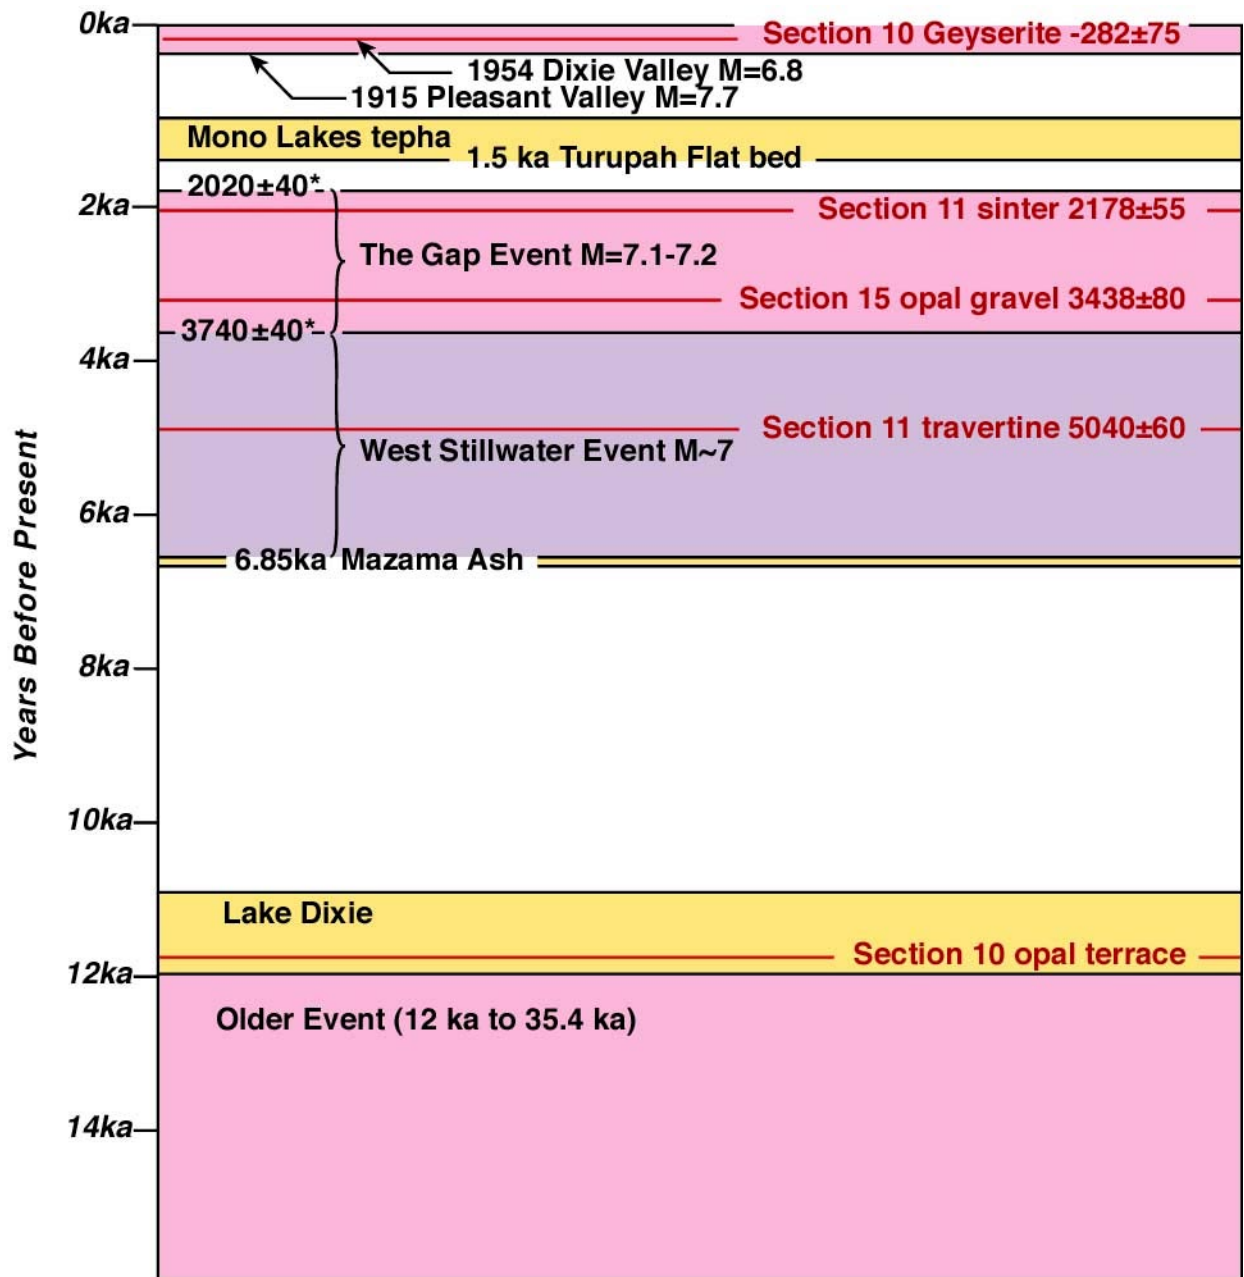 0ka
Section 10 Geyserite -282±75
1954 Dixie Valley M=6.8
1915 Pleasant Valley M=7.7
Mono Lakes tepha
1.5 ka Turupah Flat bed
2020±40*
2ka
Section 11 sinter 2178±55
The Gap Event M=7.1-7.2
Section 15 opal gravel 3438±80
3740±40*
4ka
Section 11 travertine 5040±60
West Stillwater Event M~7
6ka
6.85ka Mazama Ash
Years Before Present
8ka
10ka
Lake Dixie
Section 10 opal terrace
12ka
Older Event (12 ka to 35.4 ka)
14ka